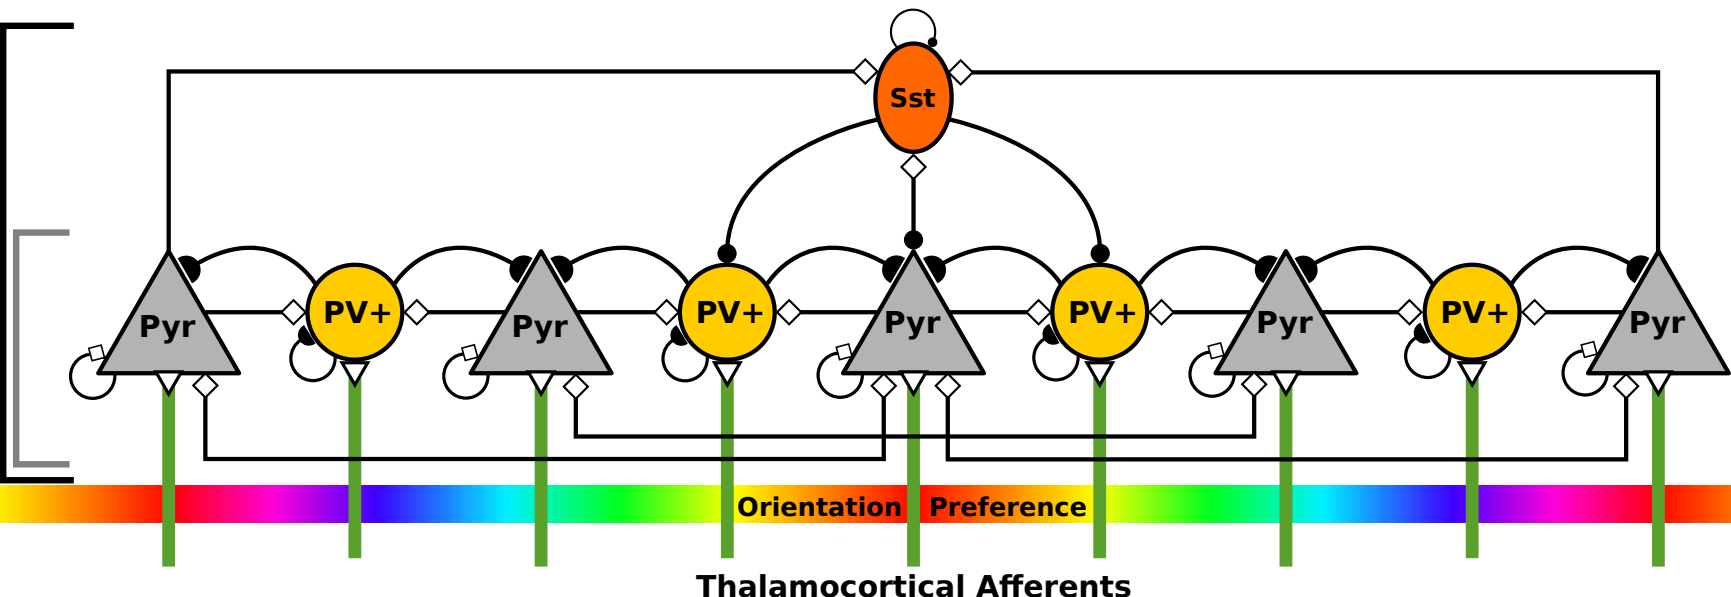 Sst
Pyr PV+ Pyr PV+ Pyr PV+ Pyr PV+ Pyr
Orientation Preference
Thalamocortical Afferents